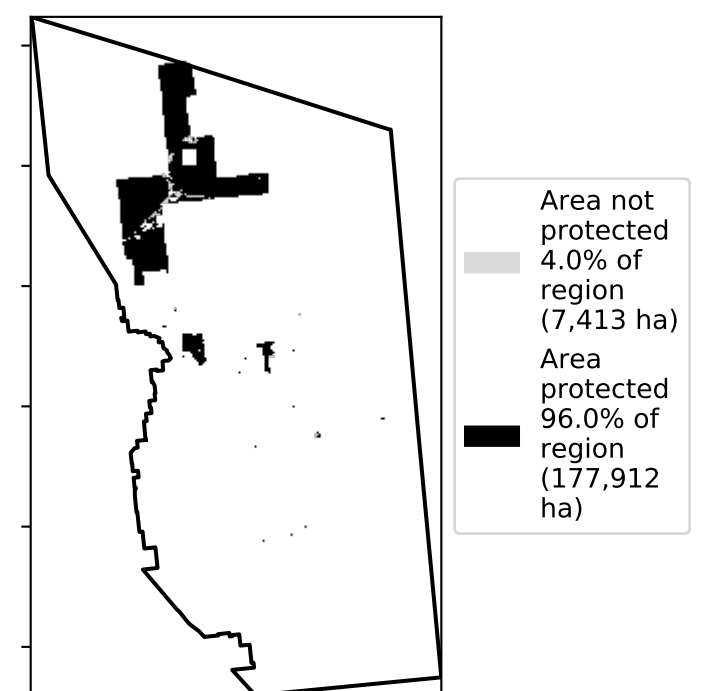 Area not
protected
4.0% of
region
(7,413 ha)
Area
protected
96.0% of
region
(177,912
ha)